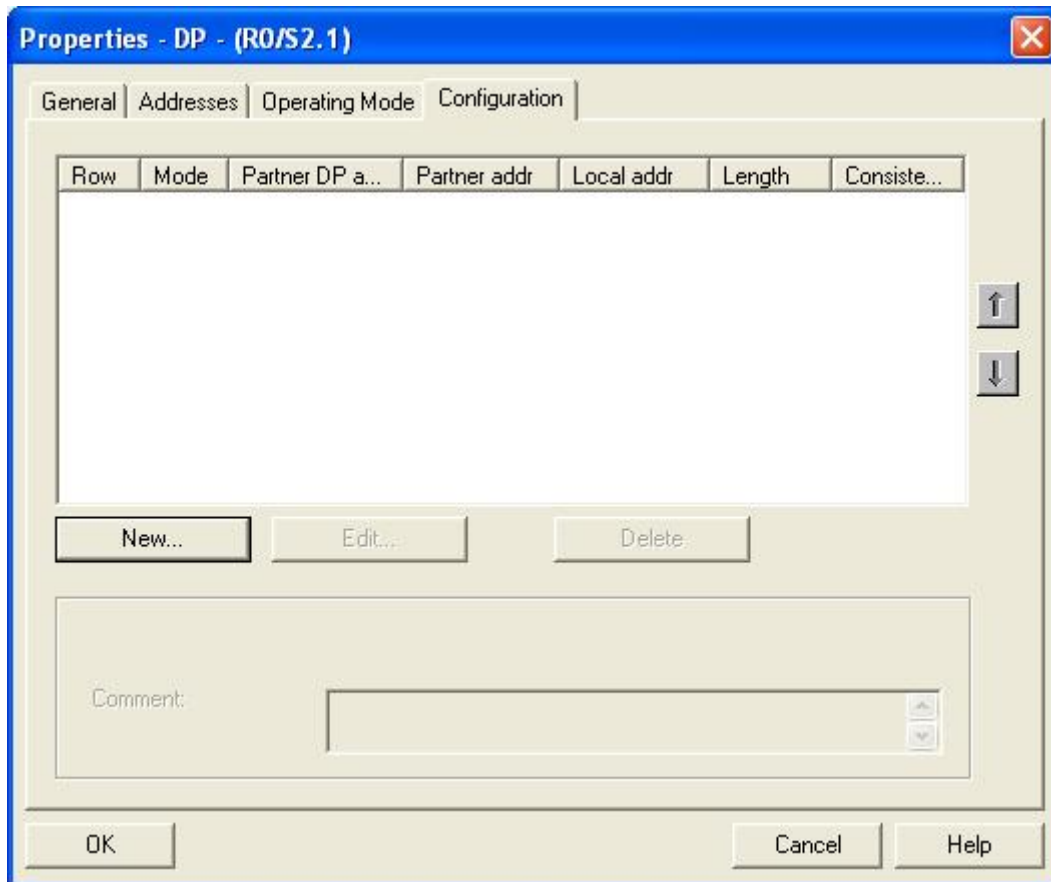 Properties - DP - (R0/S2.1)
General Addresses Operating Mode Configuration
Row Mode Partner DP a... Partner addr Local addr Length Consiste...
New... Edit... Delete
Comment:
OK Cancel Help